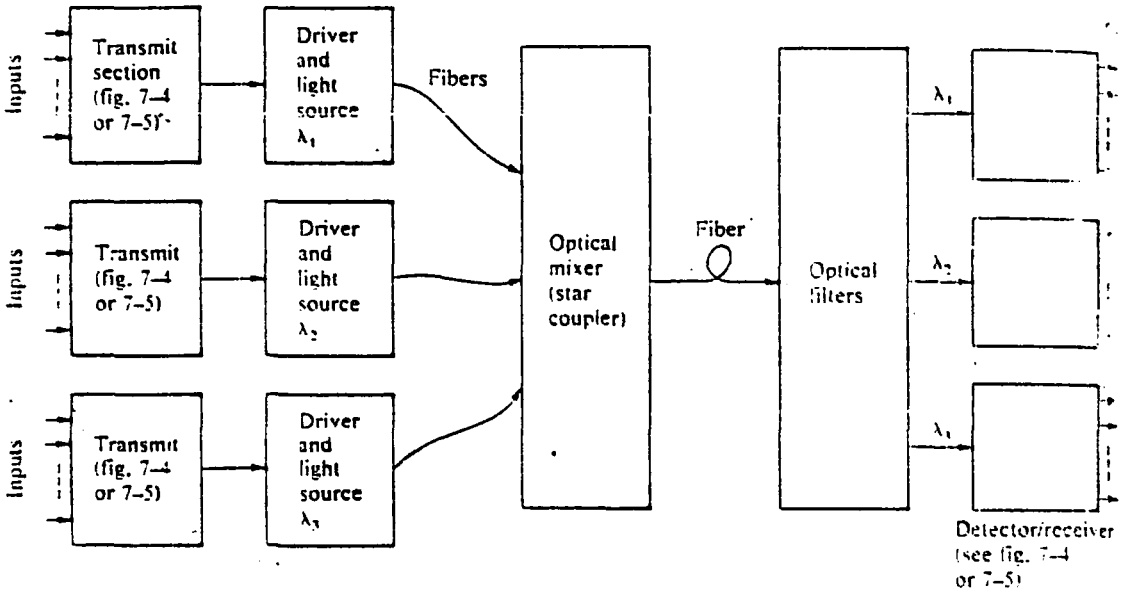 Inputs
Transmit
section
(fig. 7–4
or 7–5)
Driver
and
light
source
λ1
Fibers
Inputs
Transmit
(fig. 7–4
or 7–5)
Driver
and
light
source
λ2
Inputs
Transmit
(fig. 7–4
or 7–5)
Driver
and
light
source
λ3
Optical
mixer
(star
coupler)
Fiber
Optical
filters
λ1
λ2
Detector/receiver
(see fig. 7–4
or 7–5)